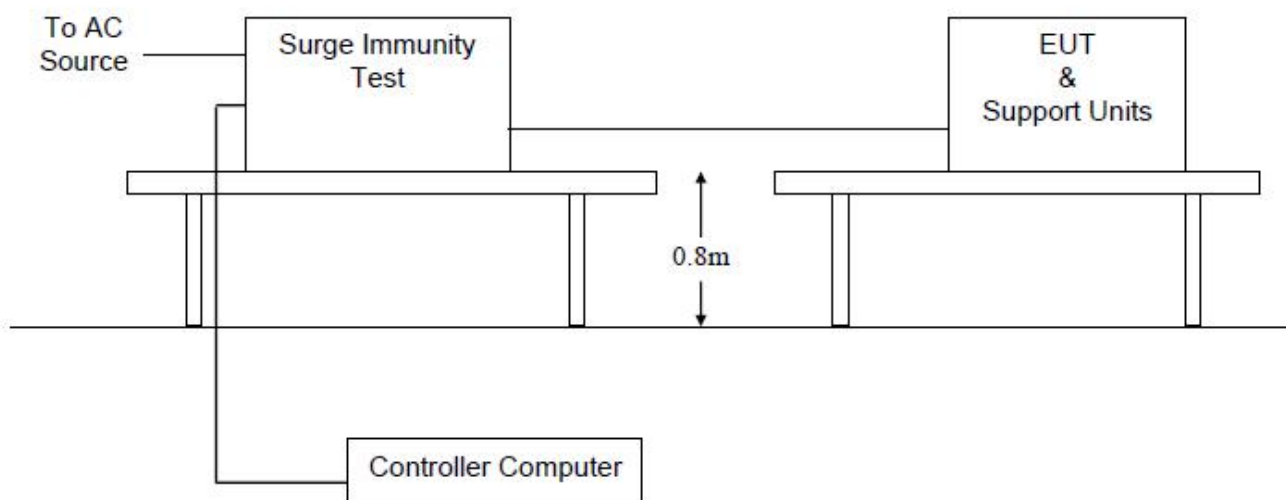 To AC
Source
Surge Immunity
Test
EUT
&
Support Units
0.8m
Controller Computer